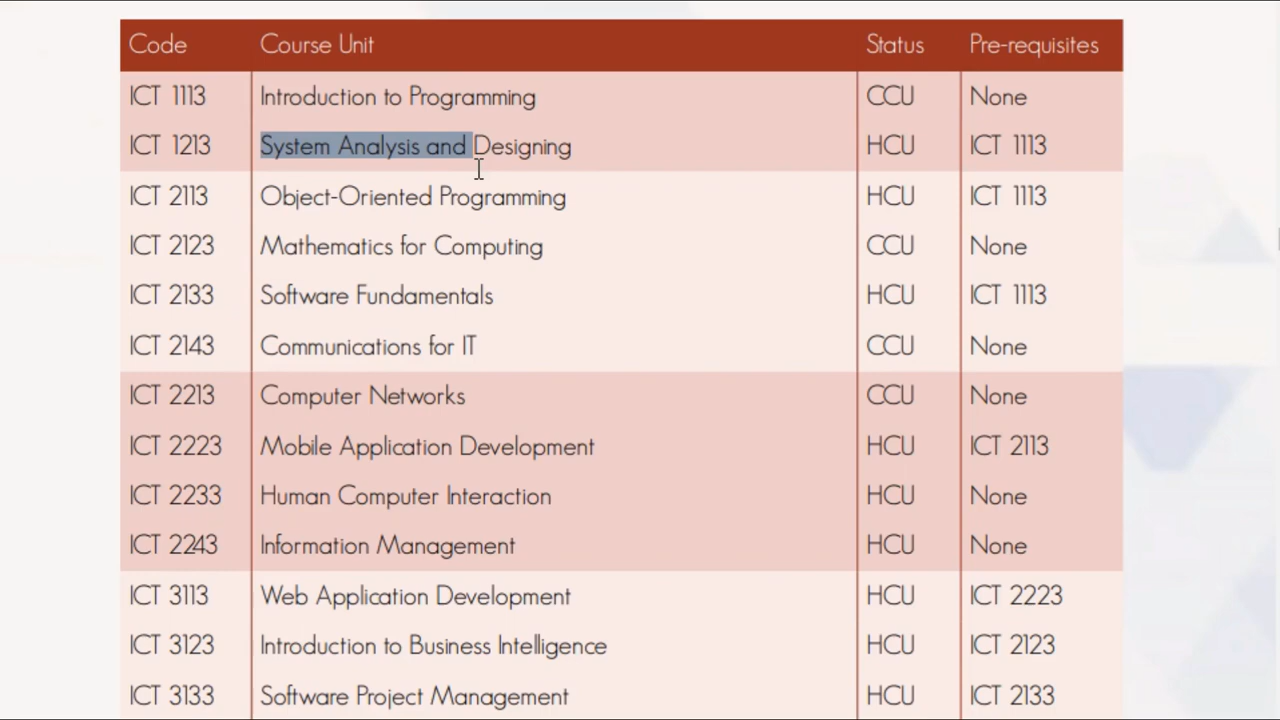 Code Course Unit Status Pre-requisites
ICT 1113 Introduction to Programming CCU None
ICT 1213 System Analysis and Designing HCU ICT 1113
ICT 2113 Object-Oriented Programming HCU ICT 1113
ICT 2123 Mathematics for Computing CCU None
ICT 2133 Software Fundamentals HCU ICT 1113
ICT 2143 Communications for IT CCU None
ICT 2213 Computer Networks CCU None
ICT 2223 Mobile Application Development HCU ICT 2113
ICT 2233 Human Computer Interaction HCU None
ICT 2243 Information Management HCU None
ICT 3113 Web Application Development HCU ICT 2223
ICT 3123 Introduction to Business Intelligence HCU ICT 2123
ICT 3133 Software Project Management HCU ICT 2133